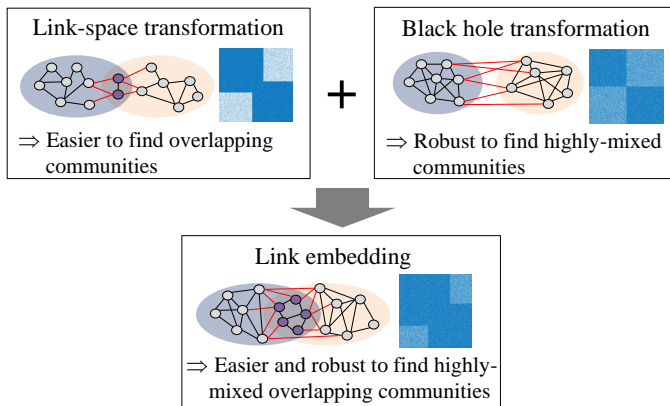 Link-space transformation
⇒ Easier to find overlapping
communities
+
Black hole transformation
⇒ Robust to find highly-mixed
communities
Link embedding
⇒ Easier and robust to find highly-
mixed overlapping communities